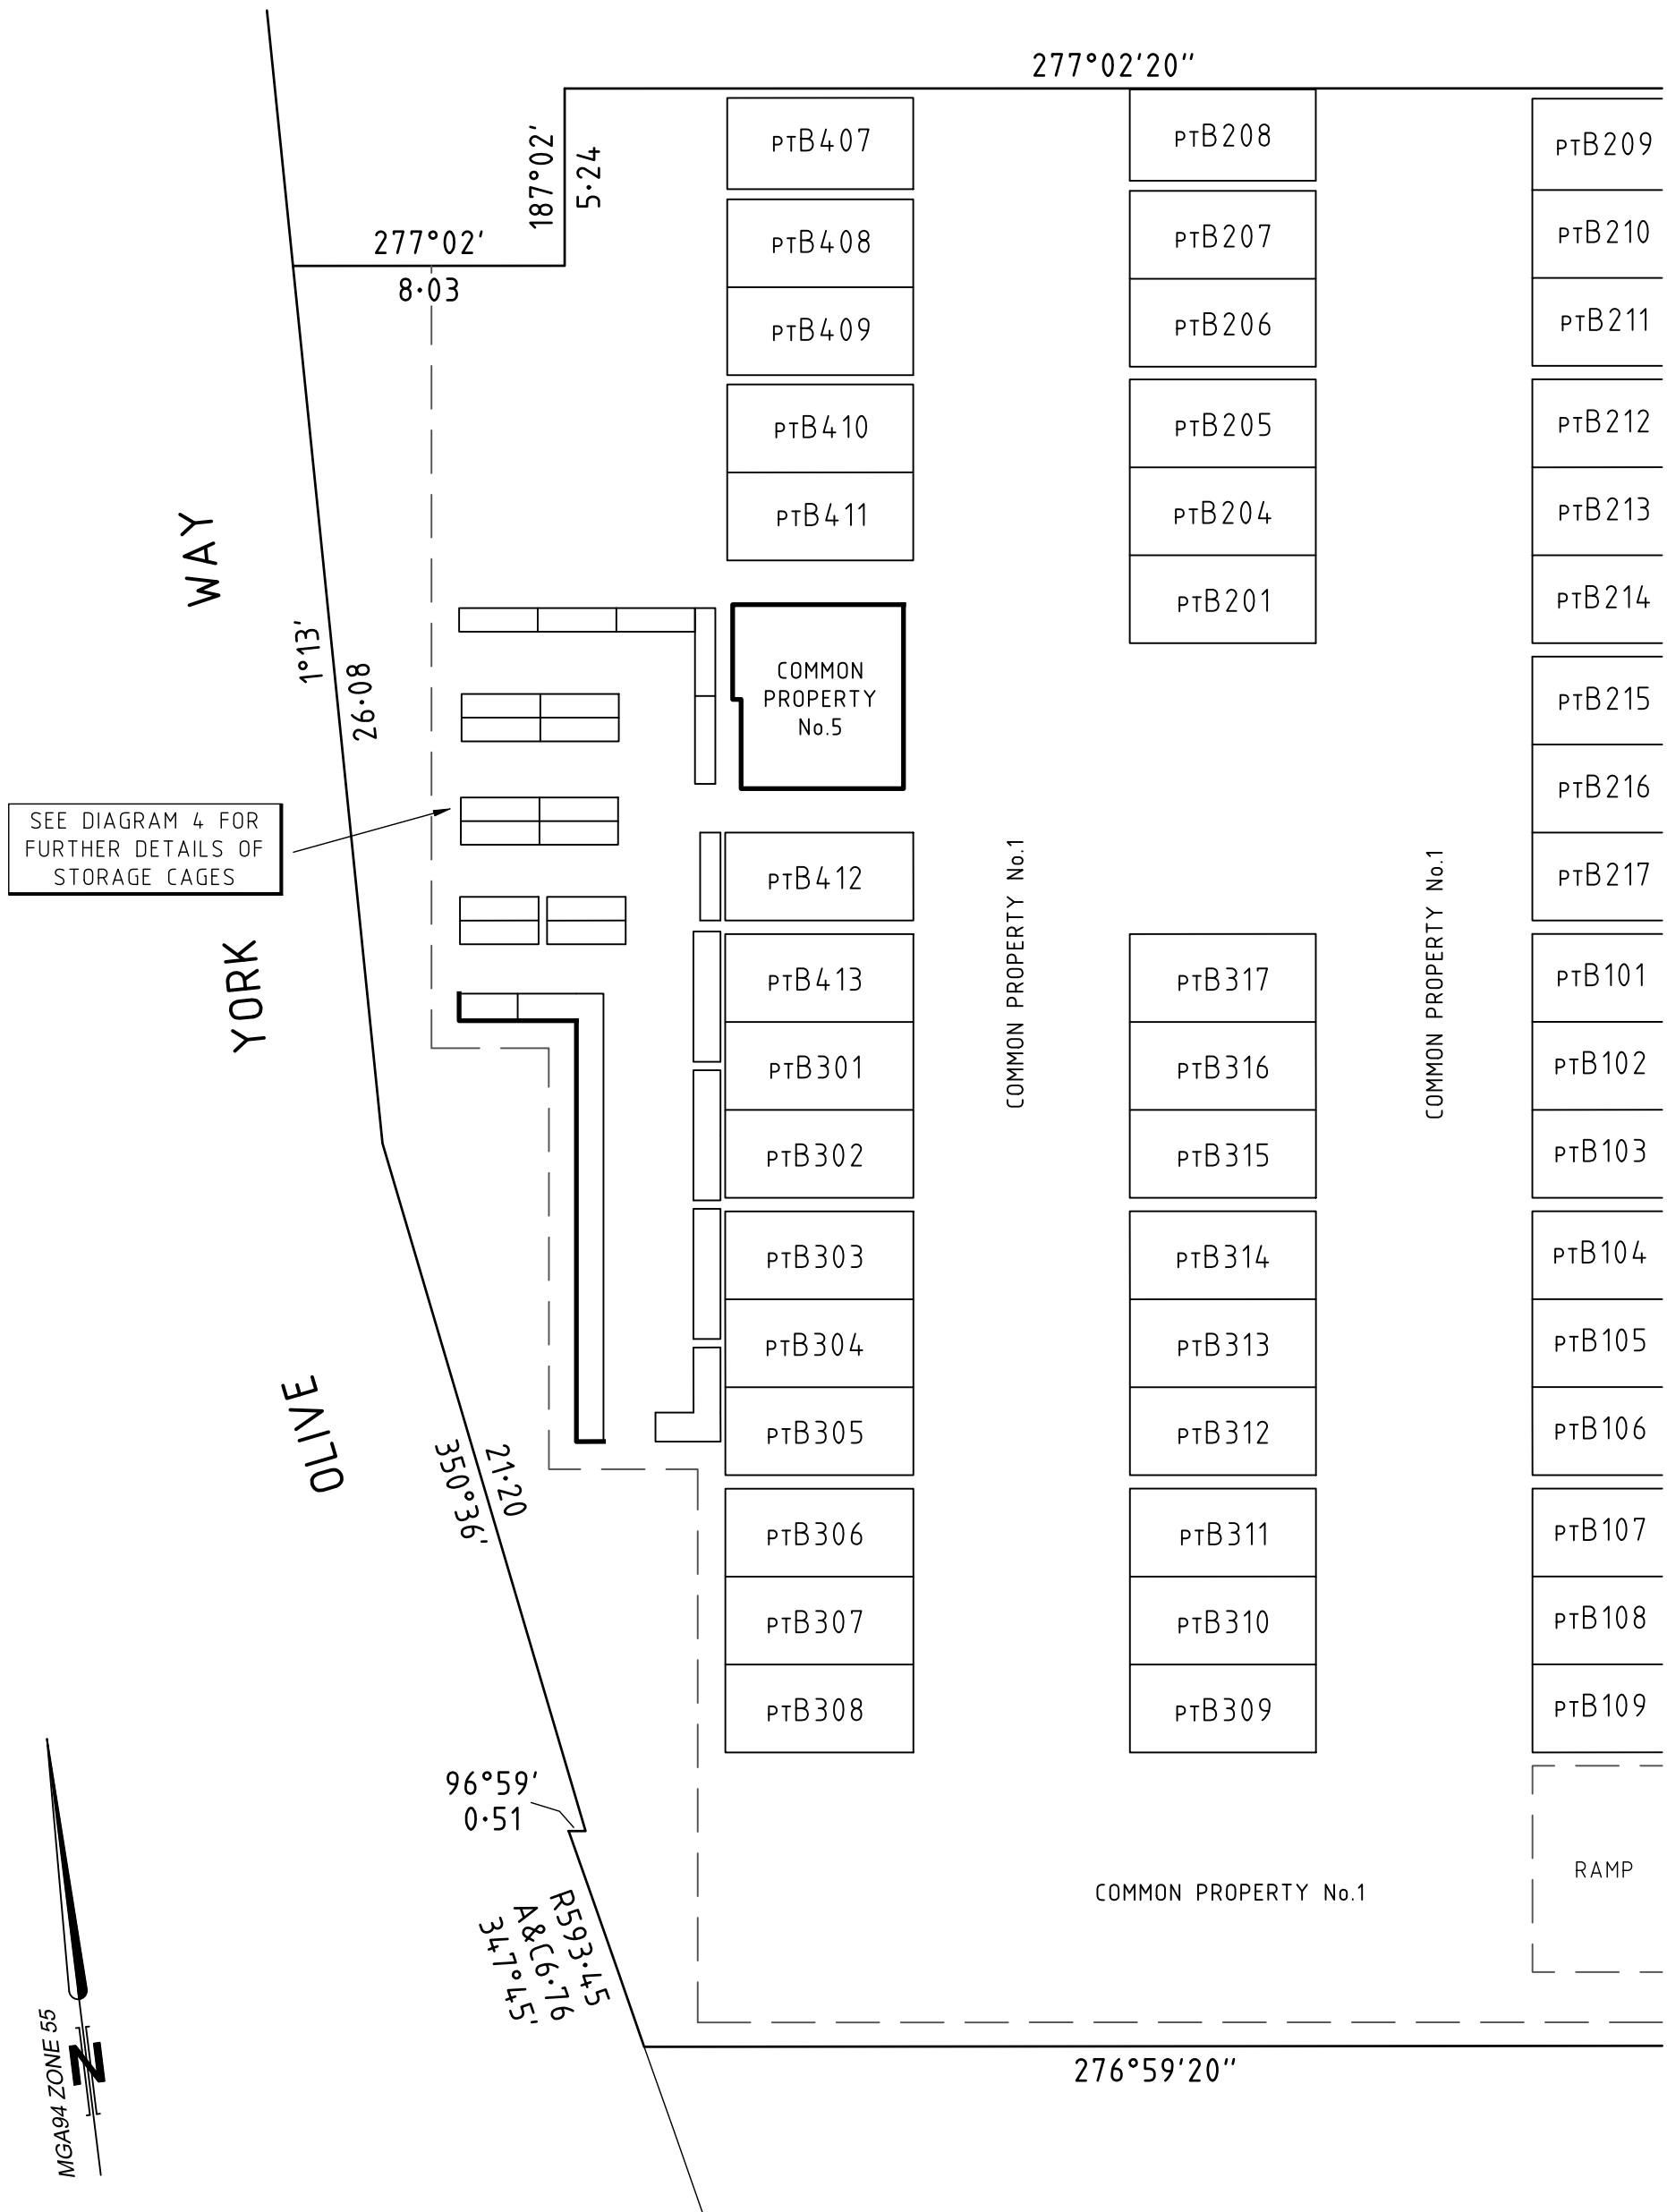 277°02'20"
187°02'
5·24
277°02'
8·03
PTB407
PTB408
PTB409
PTB410
PTB411
PTB208
PTB207
PTB206
PTB205
PTB204
PTB201
PTB209
PTB210
PTB211
PTB212
PTB213
PTB214
PTB215
PTB216
PTB217
WAY
1°13'
26·08
COMMON
PROPERTY
No.5
SEE DIAGRAM 4 FOR
FURTHER DETAILS OF
STORAGE CAGES
YORK
PTB412
PTB413
PTB301
PTB302
PTB303
PTB304
PTB305
PTB306
PTB307
PTB308
COMMON PROPERTY No.1
PTB317
PTB316
PTB315
PTB314
PTB313
PTB312
PTB311
PTB310
PTB309
COMMON PROPERTY No.1
PTB101
PTB102
PTB103
PTB104
PTB105
PTB106
PTB107
PTB108
PTB109
OLIVE
21·20
350°36'
96°59'
0·51
R593·45
A&C6·76
347°45'
COMMON PROPERTY No.1
RAMP
276°59'20"
MGA94 ZONE 55
N